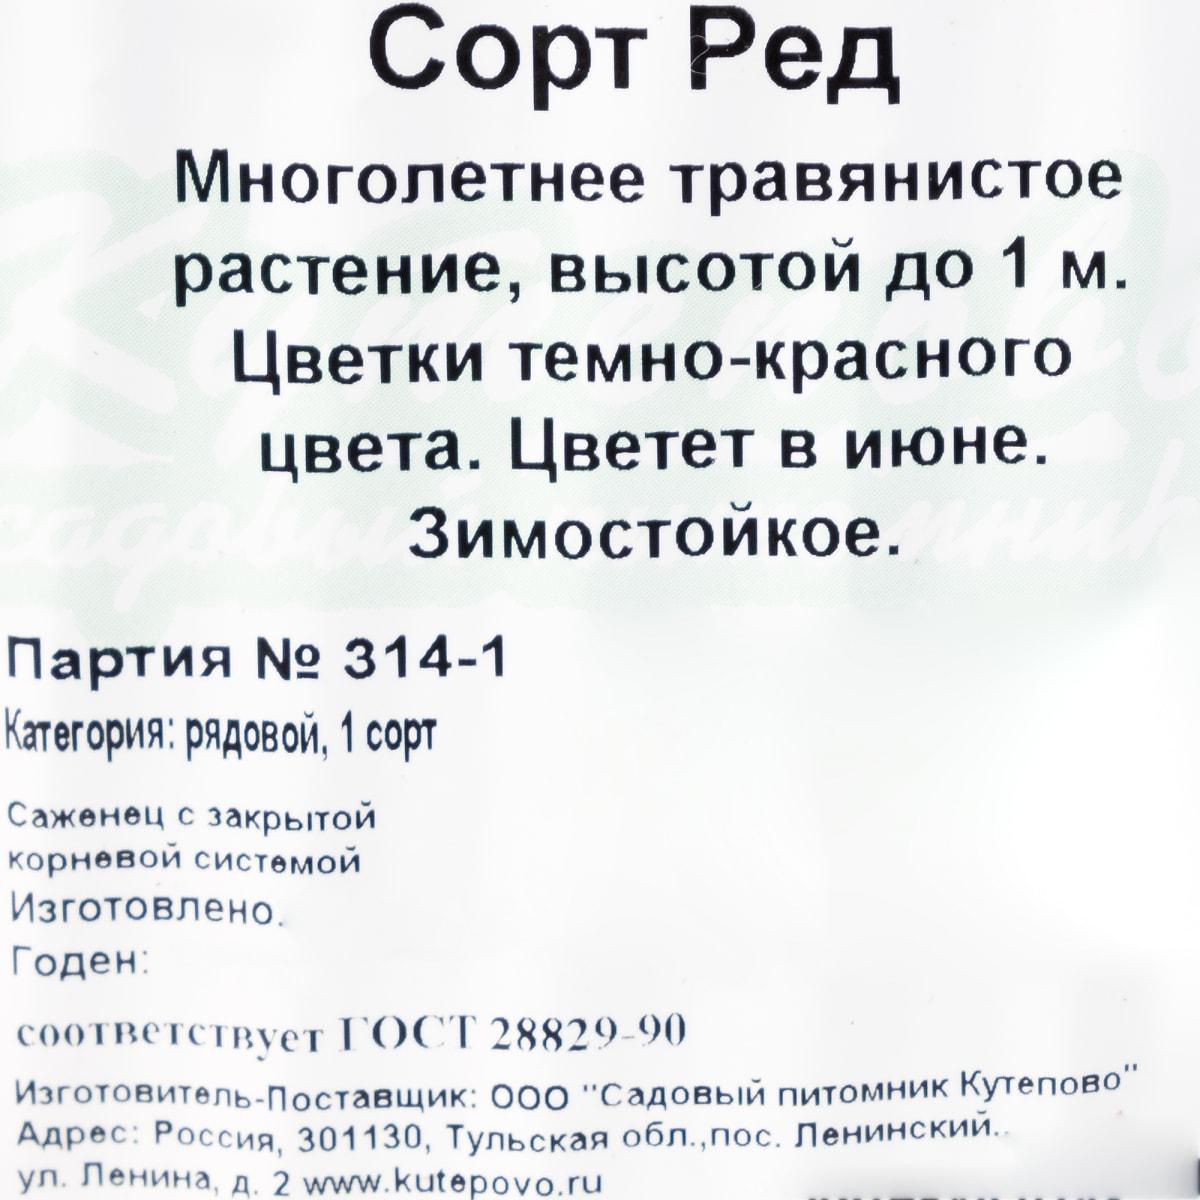 Сорт Ред
Многолетнее травянистое
растение, высотой до 1 м.
Цветки темно-красного
цвета. Цветет в июне.
Зимостойкое.
Партия № 314-1
Категория: рядовой, 1 сорт
Саженец с закрытой
корневой системой
Изготовлено.
Годен:
соответствует ГОСТ 28829-90
Изготовитель-Поставщик: ООО "Садовый питомник Кутепово"
Адрес: Россия, 301130, Тульская обл.,пос. Ленинский..
ул. Ленина, д. 2 www.kutepovo.ru